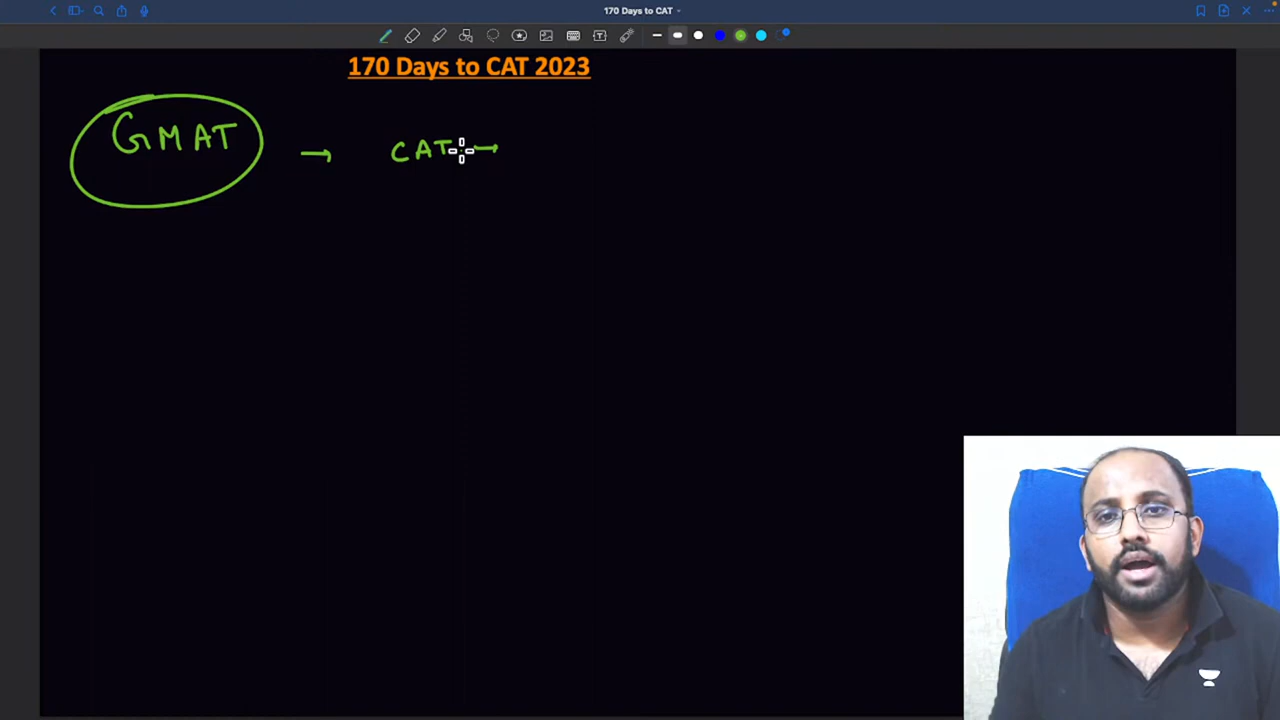 170 Days to CAT
170 Days to CAT 2023
GMAT → CAT →